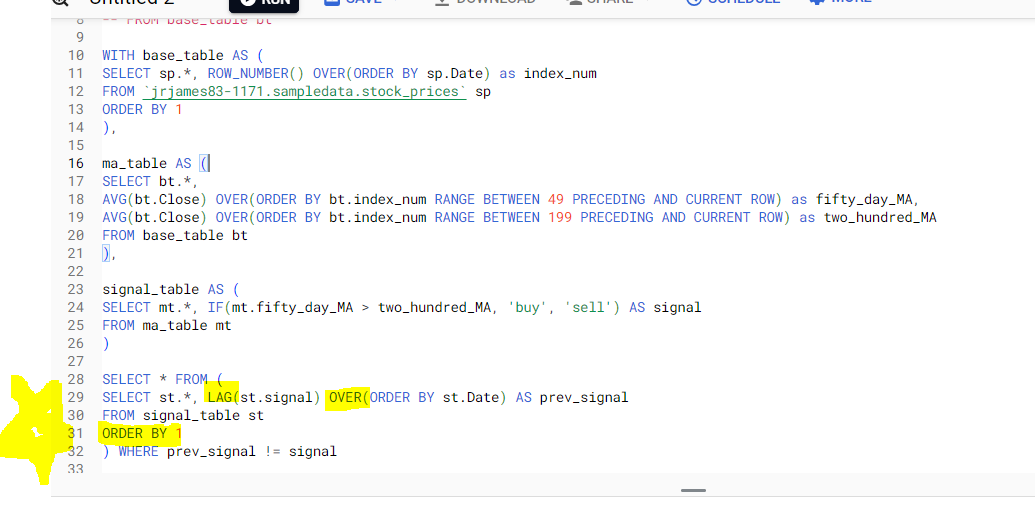 Untitled 2 RUN SAVE DOWNLOAD SHARE SCHEDULE MORE
8 -- FROM base_table bt
9
10 WITH base_table AS (
11 SELECT sp.*, ROW_NUMBER() OVER(ORDER BY sp.Date) as index_num
12 FROM `jrjames83-1171.sampledata.stock_prices` sp
13 ORDER BY 1
14 ),
15
16 ma_table AS (
17 SELECT bt.*,
18 AVG(bt.Close) OVER(ORDER BY bt.index_num RANGE BETWEEN 49 PRECEDING AND CURRENT ROW) as fifty_day_MA,
19 AVG(bt.Close) OVER(ORDER BY bt.index_num RANGE BETWEEN 199 PRECEDING AND CURRENT ROW) as two_hundred_MA
20 FROM base_table bt
21 ),
22
23 signal_table AS (
24 SELECT mt.*, IF(mt.fifty_day_MA > two_hundred_MA, 'buy', 'sell') AS signal
25 FROM ma_table mt
26 )
27
28 SELECT * FROM (
29 SELECT st.*, LAG(st.signal) OVER(ORDER BY st.Date) AS prev_signal
30 FROM signal_table st
31 ORDER BY 1
32 ) WHERE prev_signal != signal
33